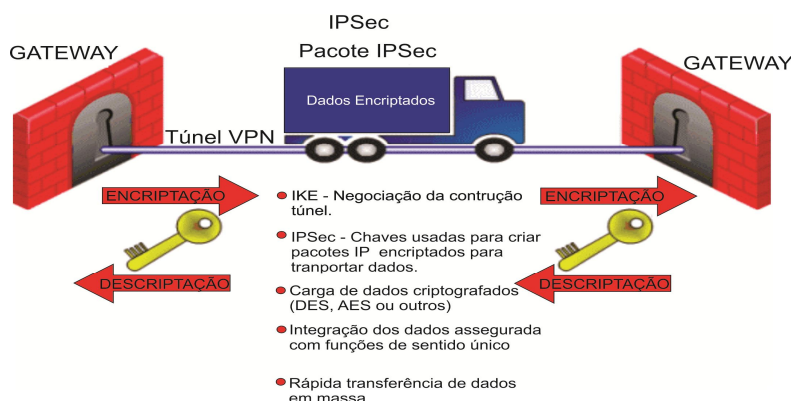 IPSec
Pacote IPSec
GATEWAY
GATEWAY
Dados Encriptados
Túnel VPN
ENCRIPTAÇÃO
DESCRIPTAÇÃO
IKE - Negociação da contrução
túnel.
IPSec - Chaves usadas para criar
pacotes IP encriptados para
tranportar dados.
Carga de dados criptografados
(DES, AES ou outros)
Integração dos dados assegurada
com funções de sentido único
Rápida transferência de dados
em massa
ENCRIPTAÇÃO
DESCRIPTAÇÃO